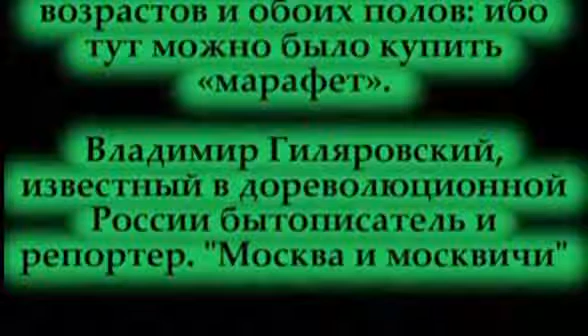 возрастов и обоих полов: ибо
тут можно было купить
«марафет».
Владимир Гиляровский,
известный в дореволюционной
России бытописатель и
репортер. "Москва и москвичи"